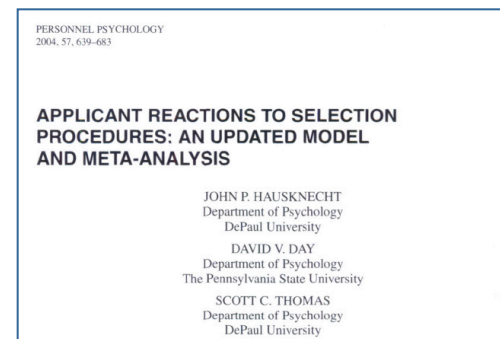 PERSONNEL PSYCHOLOGY
2004, 57, 639–683
APPLICANT REACTIONS TO SELECTION
PROCEDURES: AN UPDATED MODEL
AND META-ANALYSIS
JOHN P. HAUSKNECHT
Department of Psychology
DePaul University
DAVID V. DAY
Department of Psychology
The Pennsylvania State University
SCOTT C. THOMAS
Department of Psychology
DePaul University